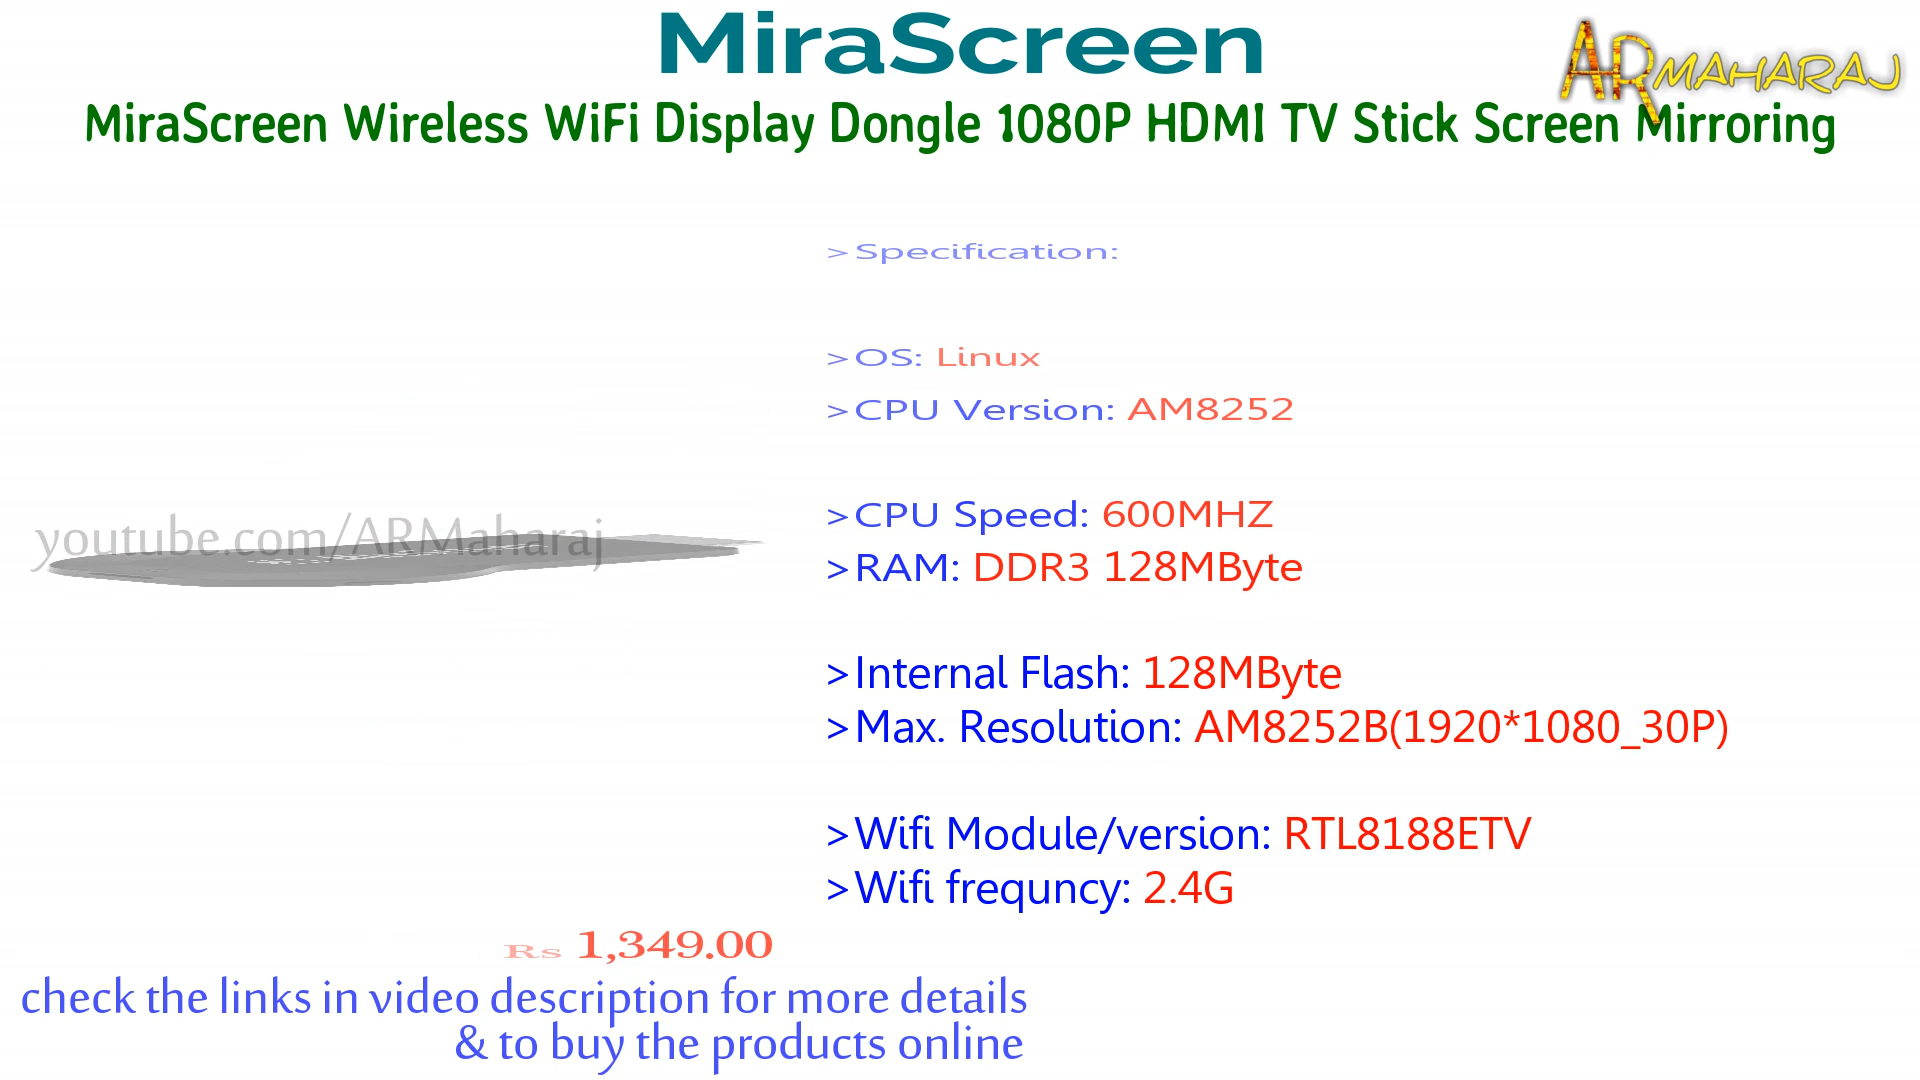 MiraScreen
ARMAHARAJ
MiraScreen Wireless WiFi Display Dongle 1080P HDMI TV Stick Screen Mirroring
>Specification:
>OS: Linux
>CPU Version: AM8252
>CPU Speed: 600MHZ
youtube.com/ARMaharaj
>RAM: DDR3 128MByte
>Internal Flash: 128MByte
>Max. Resolution: AM8252B(1920*1080_30P)
>Wifi Module/version: RTL8188ETV
>Wifi frequncy: 2.4G
Rs 1,349.00
check the links in video description for more details
& to buy the products online